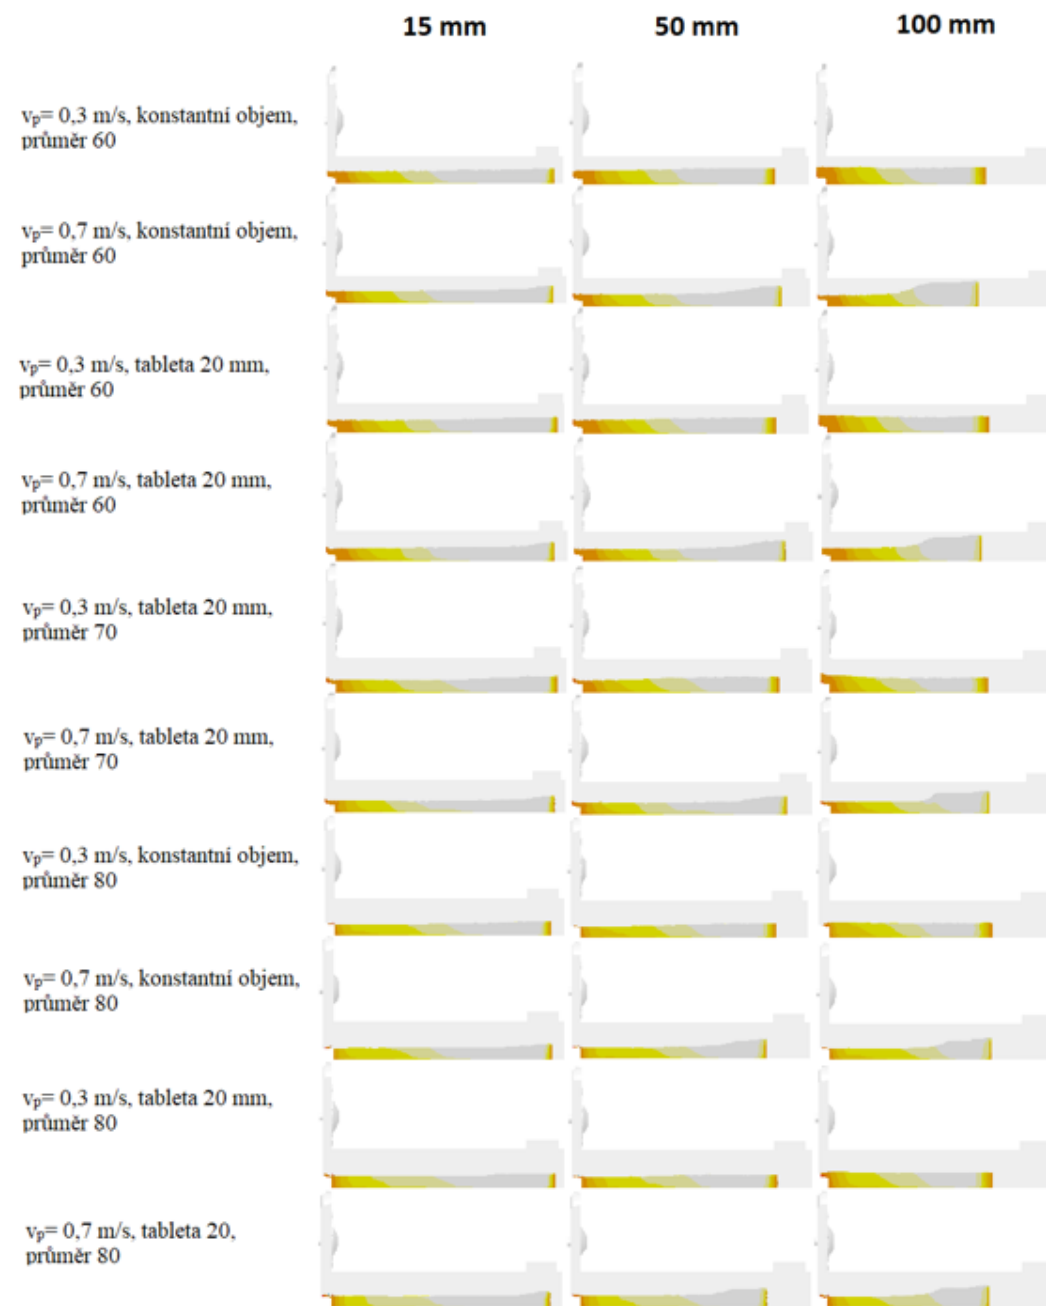 15 mm 50 mm 100 mm
vₚ= 0,3 m/s, konstantní objem,
průměr 60
vₚ= 0,7 m/s, konstantní objem,
průměr 60
vₚ= 0,3 m/s, tableta 20 mm,
průměr 60
vₚ= 0,7 m/s, tableta 20 mm,
průměr 60
vₚ= 0,3 m/s, tableta 20 mm,
průměr 70
vₚ= 0,7 m/s, tableta 20 mm,
průměr 70
vₚ= 0,3 m/s, konstantní objem,
průměr 80
vₚ= 0,7 m/s, konstantní objem,
průměr 80
vₚ= 0,3 m/s, tableta 20 mm,
průměr 80
vₚ= 0,7 m/s, tableta 20,
průměr 80